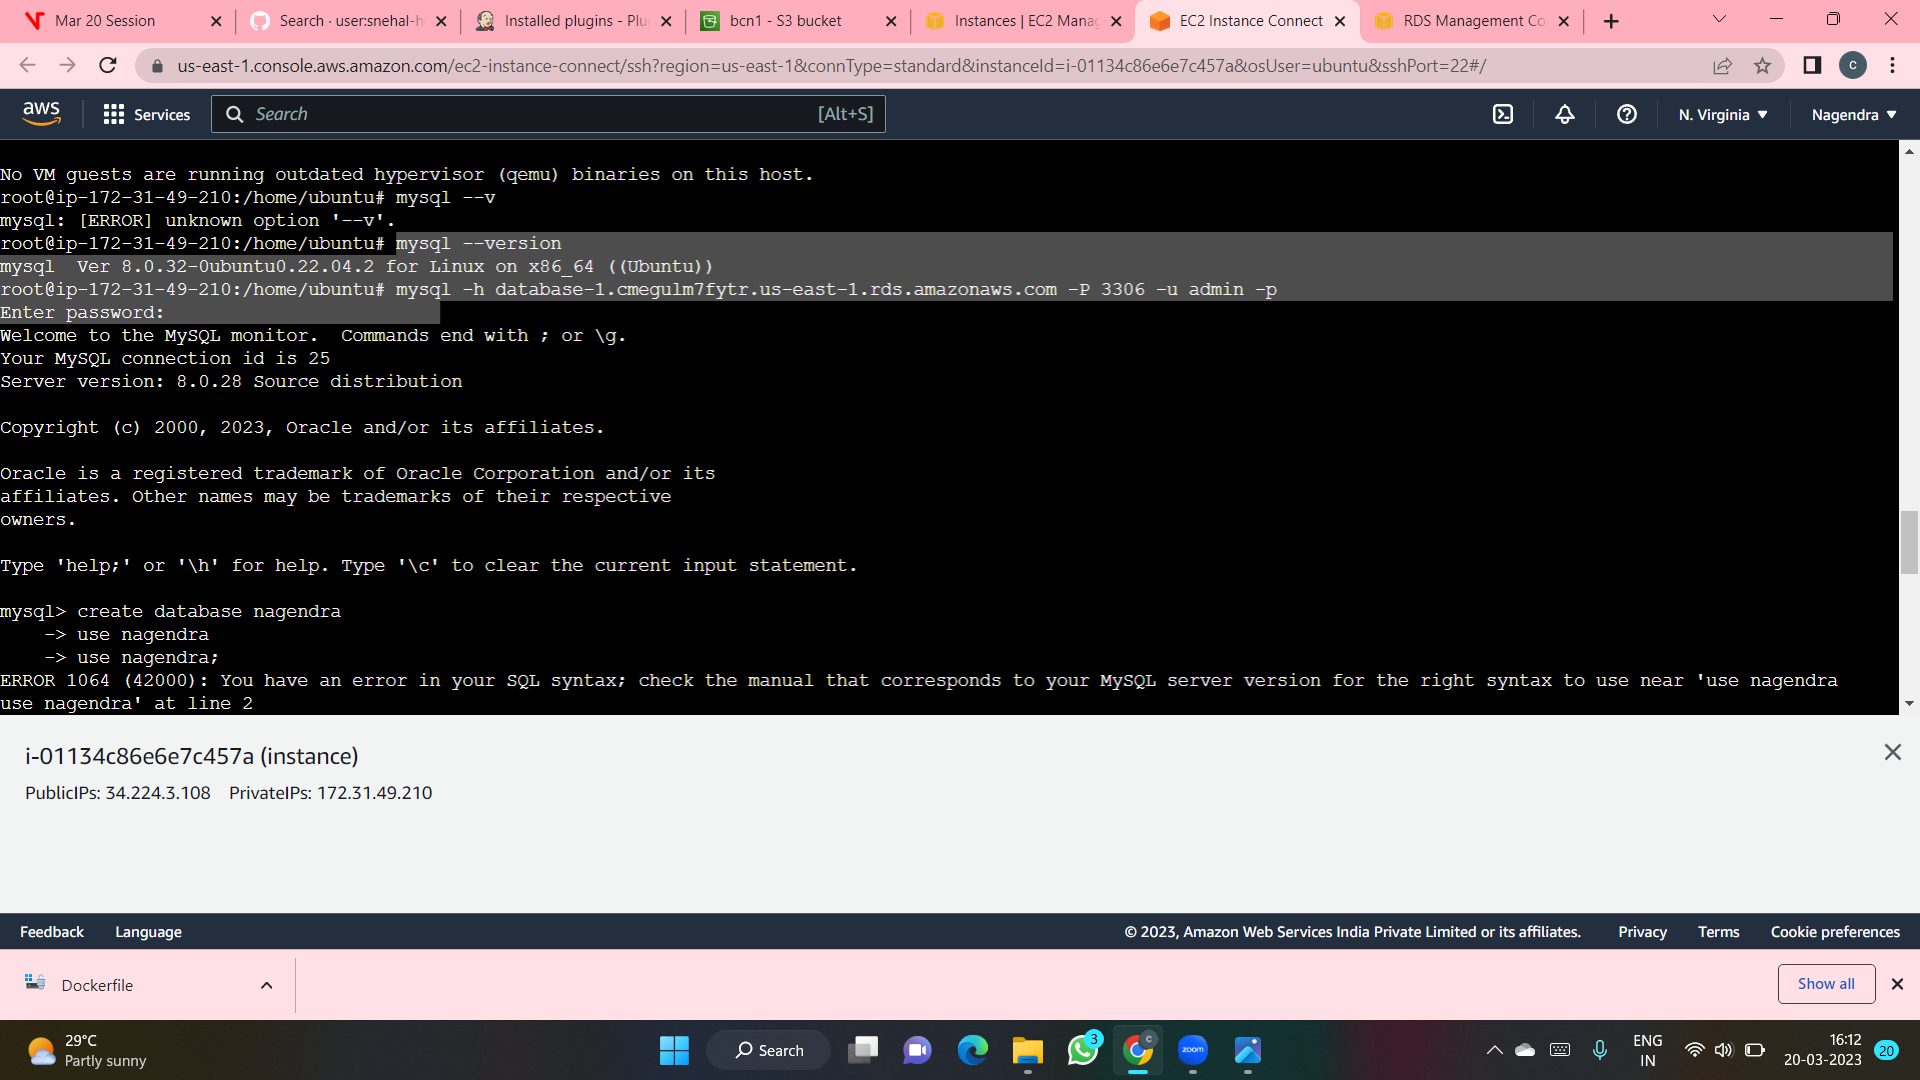 Mar 20 Session
Search · user:snehal-h
Installed plugins - Plu
bcn1 - S3 bucket
Instances | EC2 Manag
EC2 Instance Connect
RDS Management Co
us-east-1.console.aws.amazon.com/ec2-instance-connect/ssh?region=us-east-1&connType=standard&instanceId=i-01134c86e6e7c457a&osUser=ubuntu&sshPort=22#/
C
aws
Services
Search
[Alt+S]
N. Virginia
Nagendra
No VM guests are running outdated hypervisor (qemu) binaries on this host.
root@ip-172-31-49-210:/home/ubuntu# mysql --v
mysql: [ERROR] unknown option '--v'.
root@ip-172-31-49-210:/home/ubuntu# mysql --version
mysql  Ver 8.0.32-0ubuntu0.22.04.2 for Linux on x86_64 ((Ubuntu))
root@ip-172-31-49-210:/home/ubuntu# mysql -h database-1.cmegulm7fytr.us-east-1.rds.amazonaws.com -P 3306 -u admin -p
Enter password:
Welcome to the MySQL monitor.  Commands end with ; or \g.
Your MySQL connection id is 25
Server version: 8.0.28 Source distribution
Copyright (c) 2000, 2023, Oracle and/or its affiliates.
Oracle is a registered trademark of Oracle Corporation and/or its
affiliates. Other names may be trademarks of their respective
owners.
Type 'help;' or '\h' for help. Type '\c' to clear the current input statement.
mysql> create database nagendra
    -> use nagendra
    -> use nagendra;
ERROR 1064 (42000): You have an error in your SQL syntax; check the manual that corresponds to your MySQL server version for the right syntax to use near 'use nagendra
use nagendra' at line 2
i-01134c86e6e7c457a (instance)
PublicIPs: 34.224.3.108 PrivateIPs: 172.31.49.210
Feedback
Language
© 2023, Amazon Web Services India Private Limited or its affiliates.
Privacy
Terms
Cookie preferences
Dockerfile
Show all
29°C
Partly sunny
Search
3
C
zoom
ENG
IN
16:12
20-03-2023
20